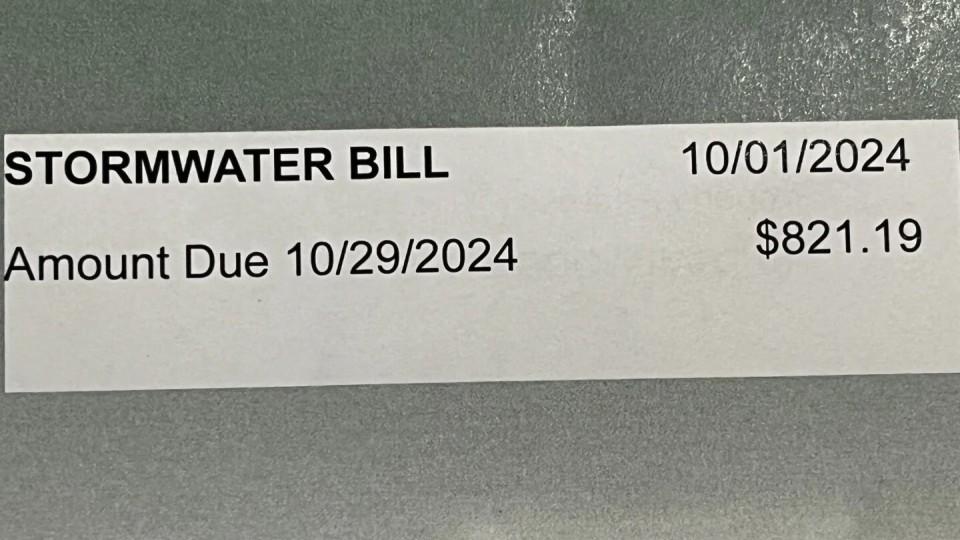 STORMWATER BILL 10/01/2024
Amount Due 10/29/2024 $821.19